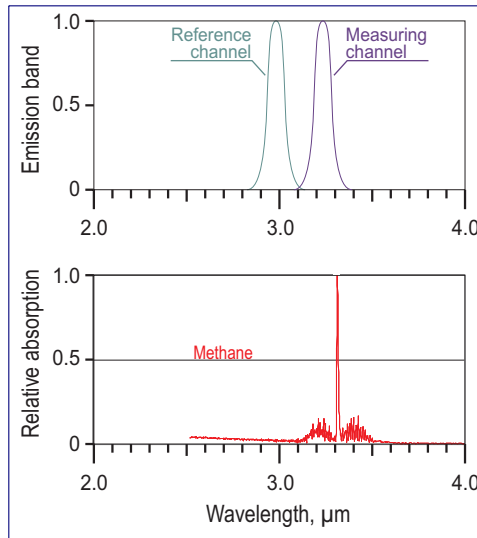 Emission band
1.0
0.5
0
Reference
channel
Measuring
channel
2.0 3.0 4.0
Relative absorption
1.0
0.5
0
Methane
2.0 3.0 4.0
Wavelength, µm